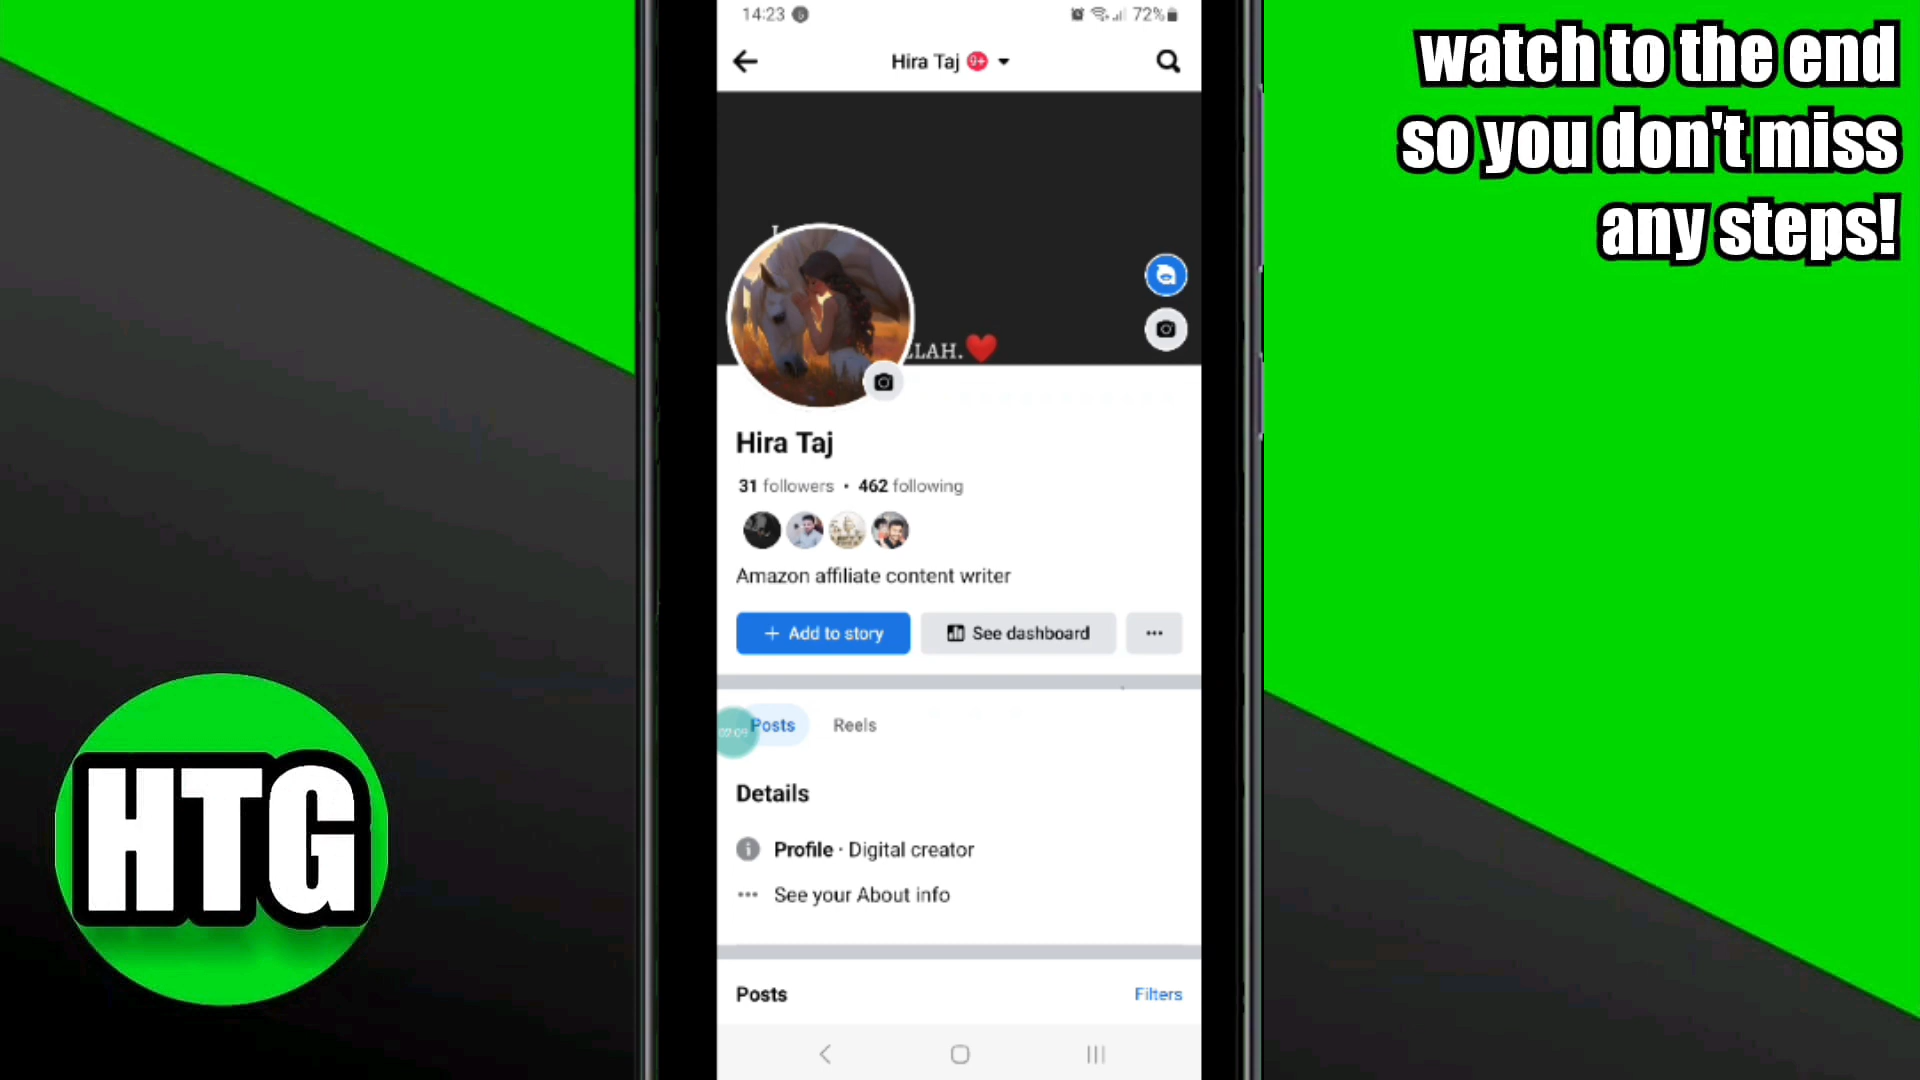 14:23
72%
Hira Taj 9+
watch to the end
so you don't miss
any steps!
LLAH.
Hira Taj
31 followers • 462 following
Amazon affiliate content writer
+ Add to story
See dashboard
Posts
Reels
Details
Profile · Digital creator
See your About info
Posts
Filters
HTG